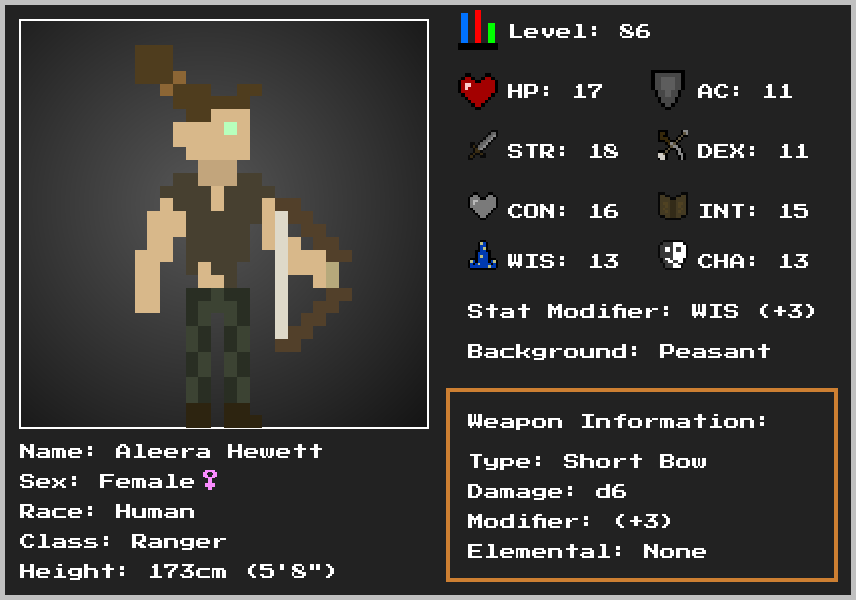 Level: 86
HP: 17 AC: 11
STR: 18 DEX: 11
CON: 16 INT: 15
WIS: 13 CHA: 13
Stat Modifier: WIS (+3)
Background: Peasant
Weapon Information:
Type: Short Bow
Damage: d6
Modifier: (+3)
Elemental: None
Name: Aleera Hewett
Sex: Female♀
Race: Human
Class: Ranger
Height: 173cm (5'8")